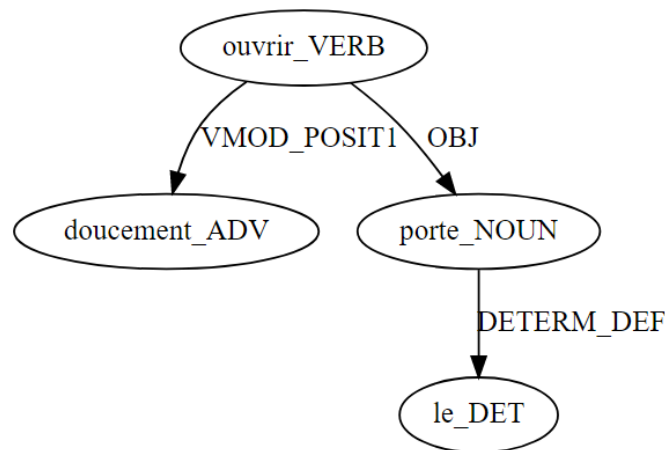 ouvrir_VERB
VMOD_POSIT1 OBJ
doucement_ADV porte_NOUN
DETERM_DEF
le_DET